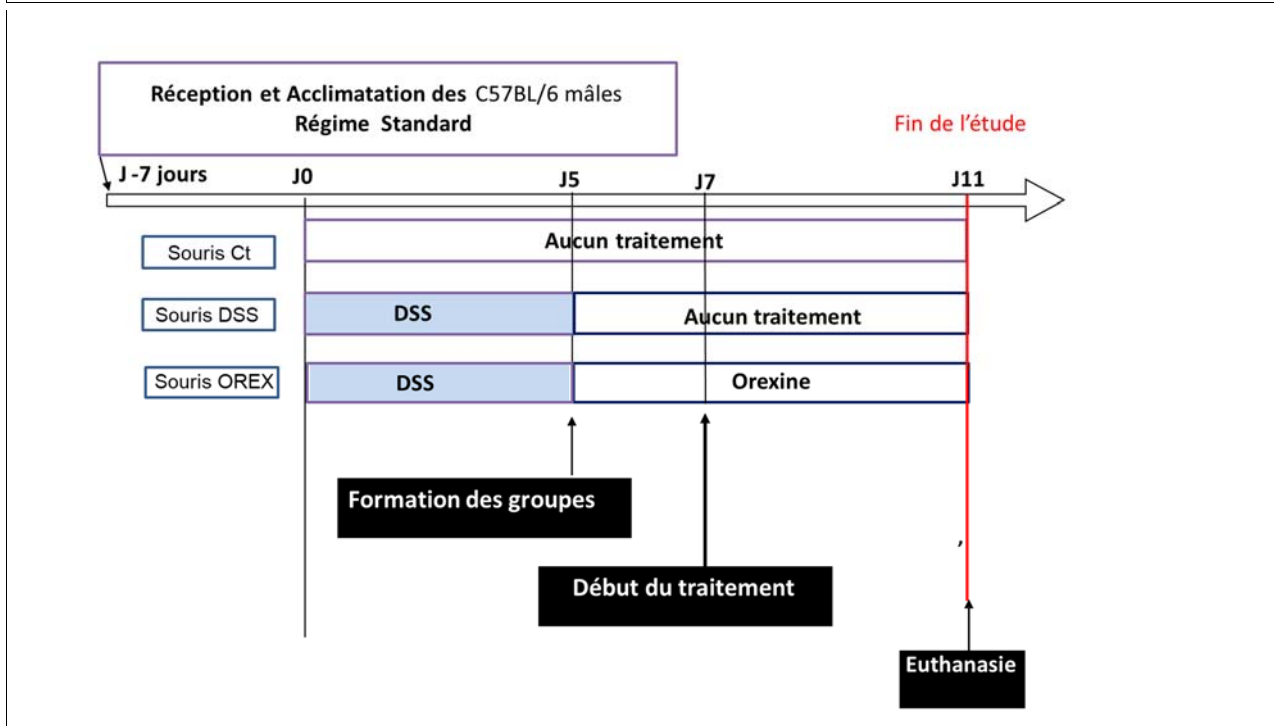 Réception et Acclimatation des C57BL/6 mâles
Régime Standard
Fin de l'étude
J -7 jours
J0
J5
J7
J11
Souris Ct
Aucun traitement
Souris DSS
DSS
Aucun traitement
Souris OREX
DSS
Orexine
Formation des groupes
,
Début du traitement
Euthanasie